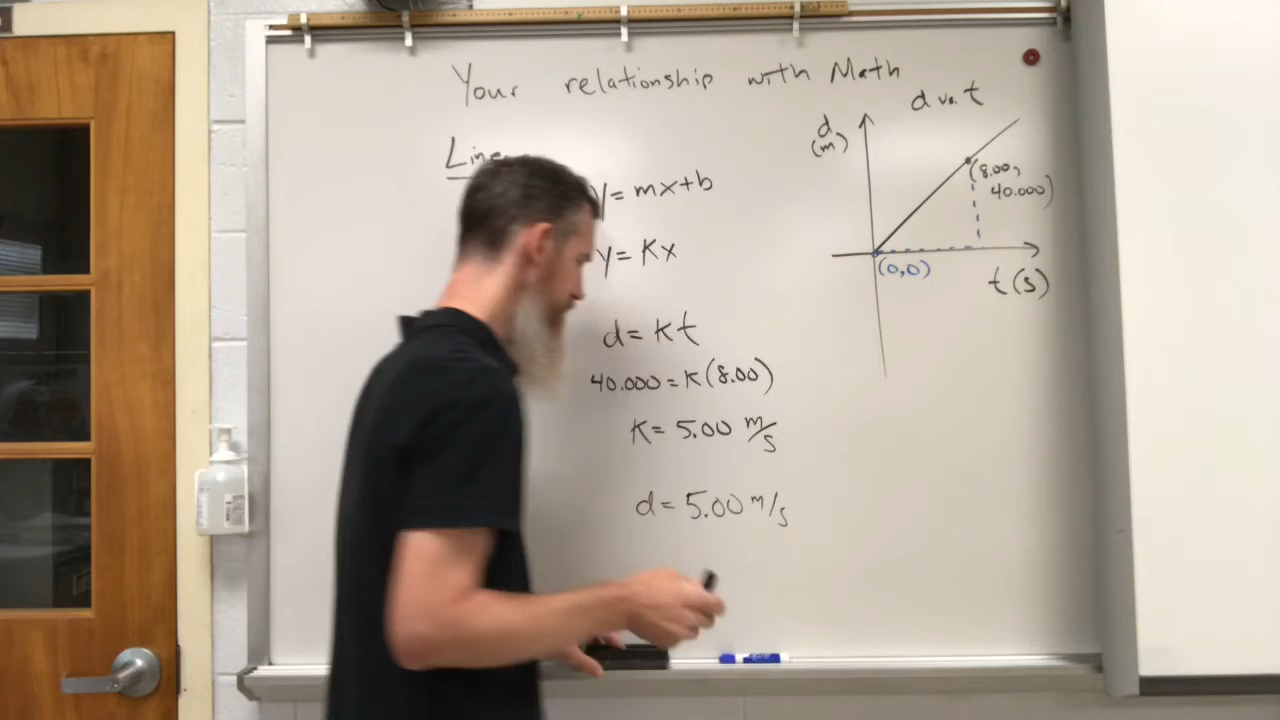 Your relationship with Math
Line
y=mx+b
y=Kx
d=Kt
40.000=K(8.00)
K=5.00 m/s
d=5.00 m/s
d vs. t
d
(m)
(8.00,
40.000)
(0,0)
t(s)